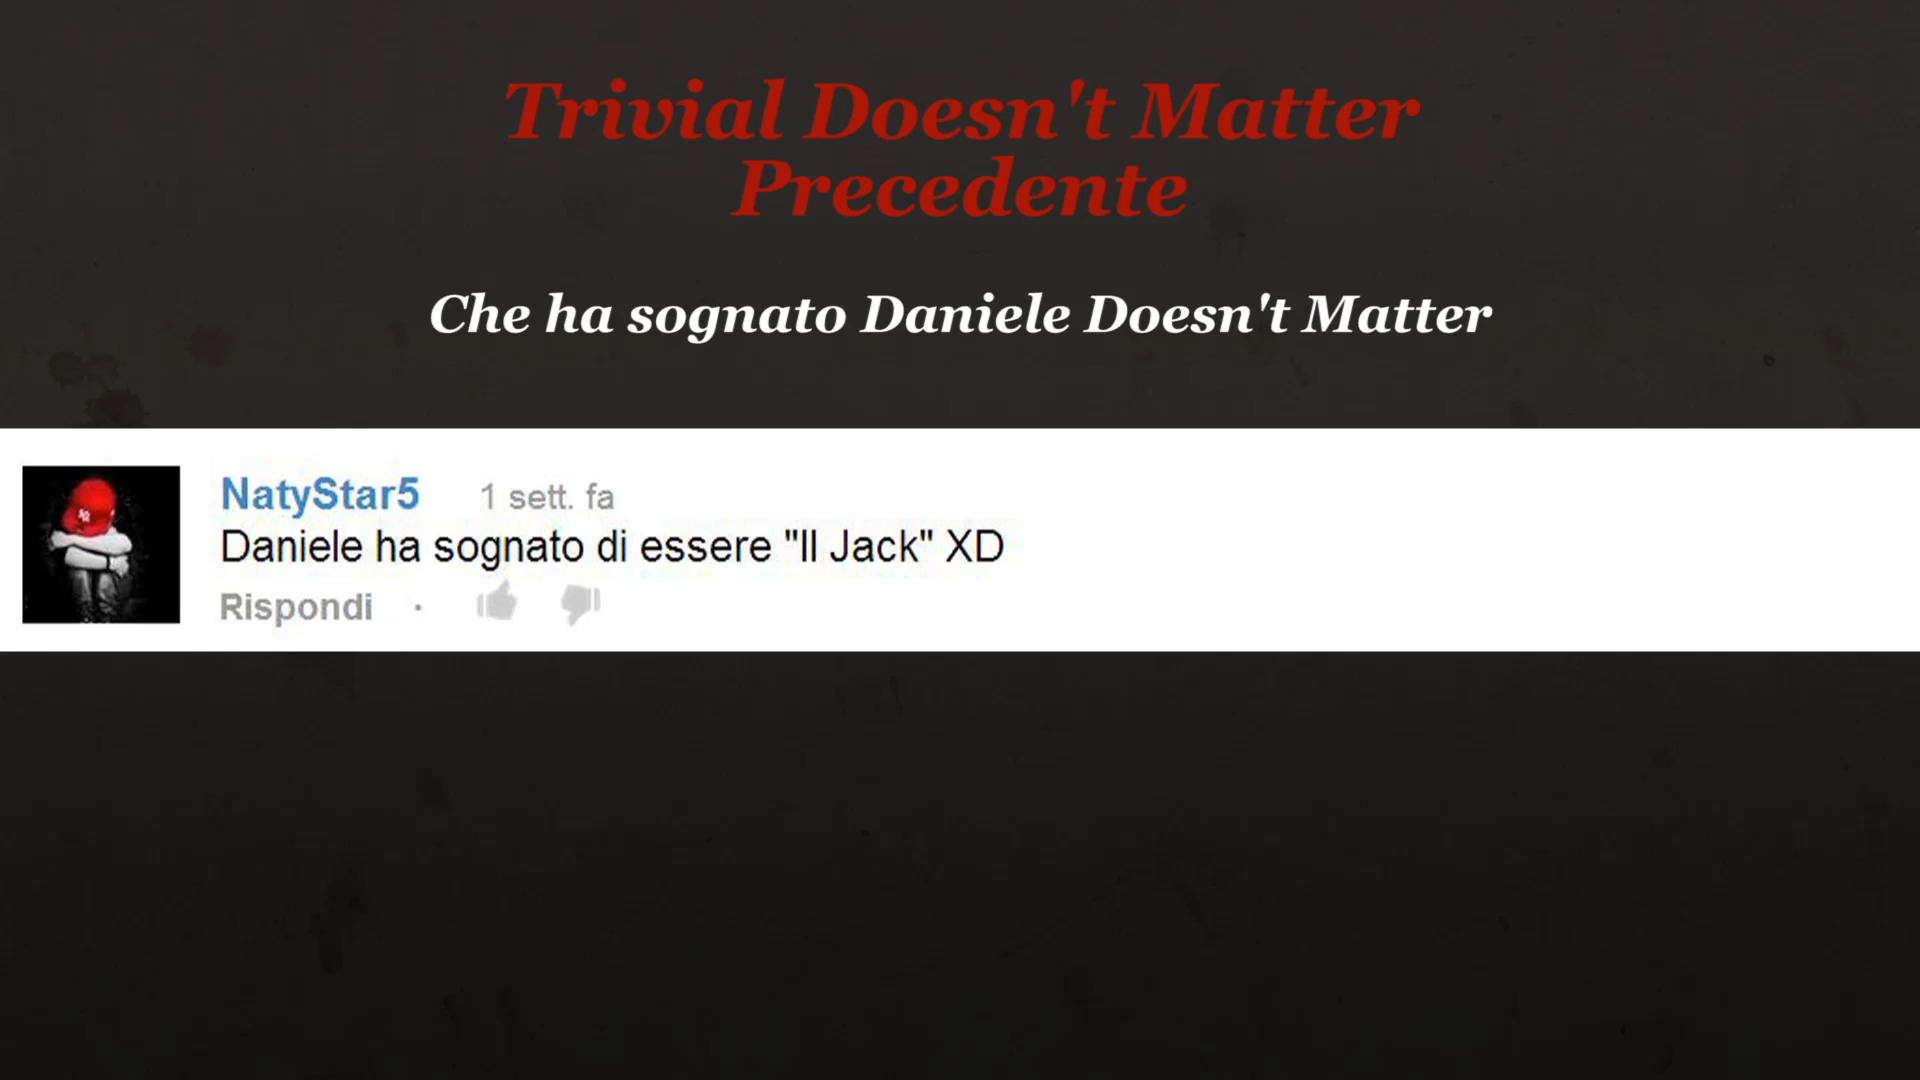 Trivial Doesn't Matter
Precedente
Che ha sognato Daniele Doesn't Matter
NatyStar5 1 sett. fa
Daniele ha sognato di essere "Il Jack" XD
Rispondi ·